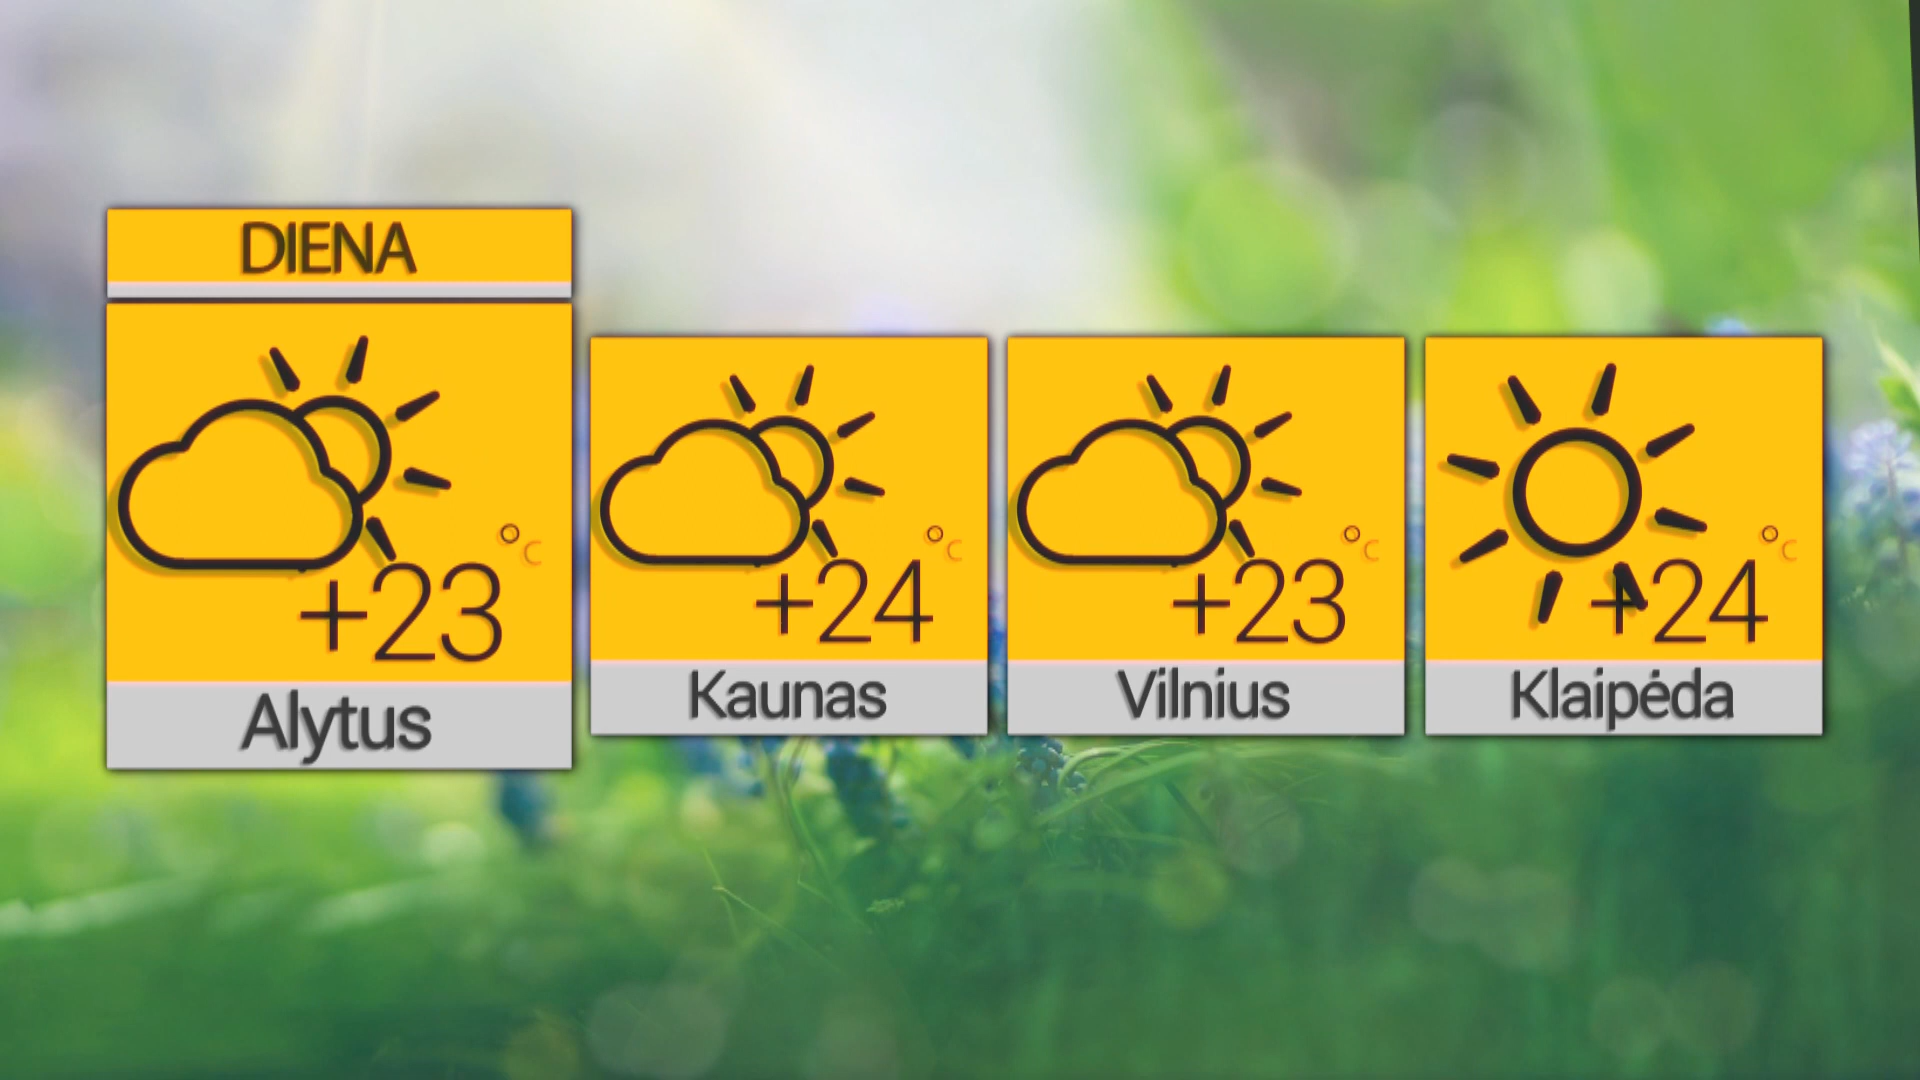 DIENA
+23 °C
Alytus
+24 °C
Kaunas
+23 °C
Vilnius
+24 °C
Klaipėda